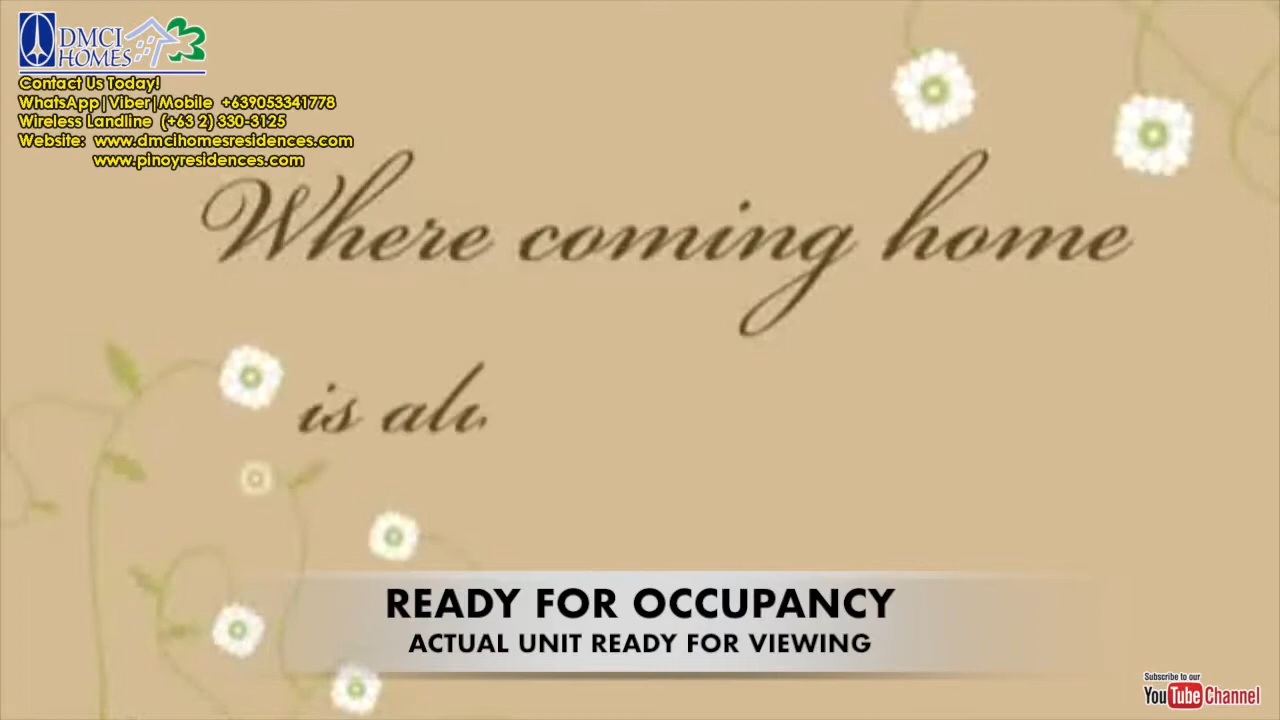 DMCI
HOMES
Contact Us Today!
WhatsApp|Viber|Mobile +639053341778
Wireless Landline (+63 2) 330-3125
Website: www.dmcihomesresidences.com
www.pinoyresidences.com
Where coming home
is
READY FOR OCCUPANCY
ACTUAL UNIT READY FOR VIEWING
Subscribe to our
YouTube Channel